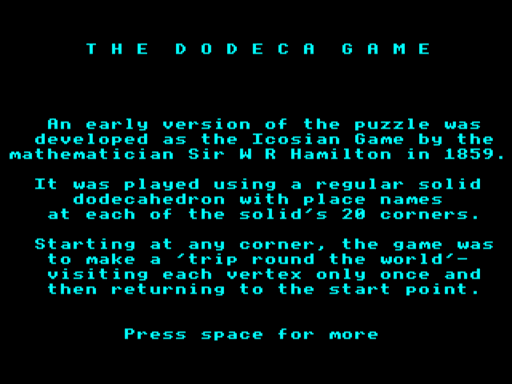 THE DODECA GAME
An early version of the puzzle was
developed as the Icosian Game by the
mathematician Sir W R Hamilton in 1859.
It was played using a regular solid
dodecahedron with place names
at each of the solid's 20 corners.
Starting at any corner, the game was
to make a 'trip round the world'-
visiting each vertex only once and
then returning to the start point.
Press space for more